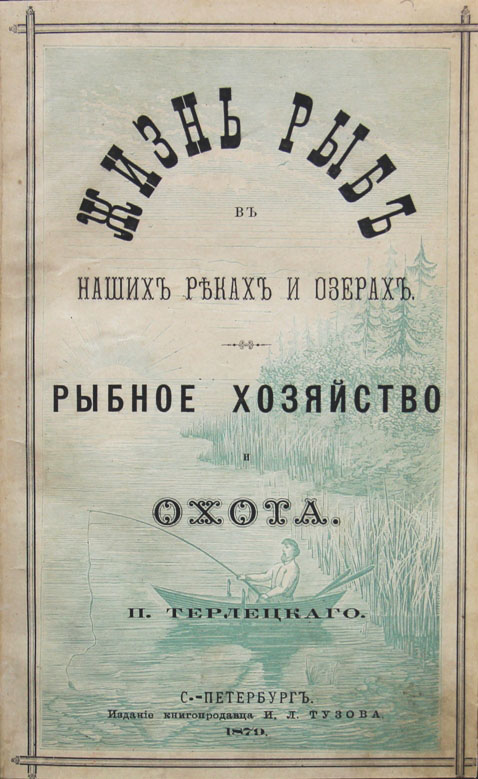 ЖИЗНЬ РЫБЪ
ВЪ
НАШИХЪ РѢКАХЪ И ОЗЕРАХЪ.
РЫБНОЕ ХОЗЯЙСТВО
и
ОХОТА.
П. ТЕРЛЕЦКАГО.
С.-ПЕТЕРБУРГЪ.
Изданіе книгопродавца И. Л. ТУЗОВА.
1879.